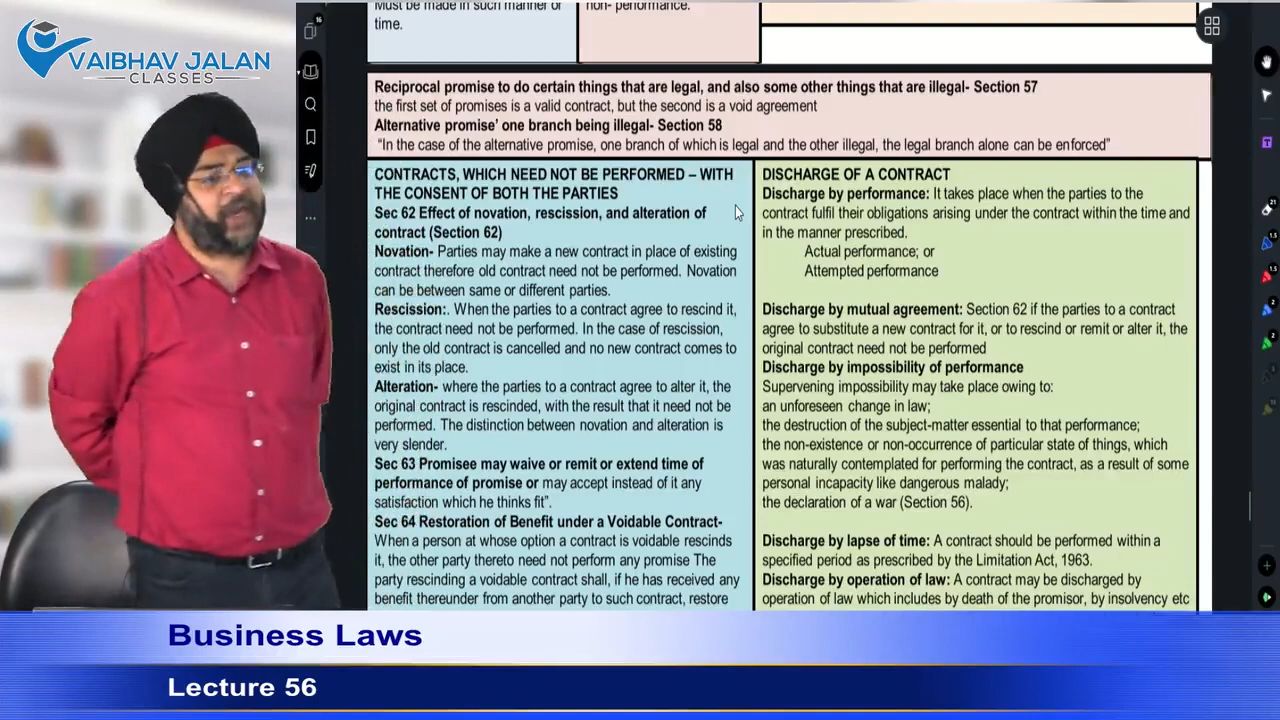 VAIBHAV JALAN
CLASSES
16
Must be made in such manner or
time.
non- performance.
Reciprocal promise to do certain things that are legal, and also some other things that are illegal- Section 57
the first set of promises is a valid contract, but the second is a void agreement
Alternative promise' one branch being illegal- Section 58
“In the case of the alternative promise, one branch of which is legal and the other illegal, the legal branch alone can be enforced”
CONTRACTS, WHICH NEED NOT BE PERFORMED – WITH
THE CONSENT OF BOTH THE PARTIES
Sec 62 Effect of novation, rescission, and alteration of
contract (Section 62)
Novation- Parties may make a new contract in place of existing
contract therefore old contract need not be performed. Novation
can be between same or different parties.
Rescission:. When the parties to a contract agree to rescind it,
the contract need not be performed. In the case of rescission,
only the old contract is cancelled and no new contract comes to
exist in its place.
Alteration- where the parties to a contract agree to alter it, the
original contract is rescinded, with the result that it need not be
performed. The distinction between novation and alteration is
very slender.
Sec 63 Promisee may waive or remit or extend time of
performance of promise or may accept instead of it any
satisfaction which he thinks fit”.
Sec 64 Restoration of Benefit under a Voidable Contract-
When a person at whose option a contract is voidable rescinds
it, the other party thereto need not perform any promise The
party rescinding a voidable contract shall, if he has received any
benefit thereunder from another party to such contract, restore
DISCHARGE OF A CONTRACT
Discharge by performance: It takes place when the parties to the
contract fulfil their obligations arising under the contract within the time and
in the manner prescribed.
Actual performance; or
Attempted performance
Discharge by mutual agreement: Section 62 if the parties to a contract
agree to substitute a new contract for it, or to rescind or remit or alter it, the
original contract need not be performed
Discharge by impossibility of performance
Supervening impossibility may take place owing to:
an unforeseen change in law;
the destruction of the subject-matter essential to that performance;
the non-existence or non-occurrence of particular state of things, which
was naturally contemplated for performing the contract, as a result of some
personal incapacity like dangerous malady;
the declaration of a war (Section 56).
Discharge by lapse of time: A contract should be performed within a
specified period as prescribed by the Limitation Act, 1963.
Discharge by operation of law: A contract may be discharged by
operation of law which includes by death of the promisor, by insolvency etc
21
1.5
1.5
2
2
Business Laws
Lecture 56